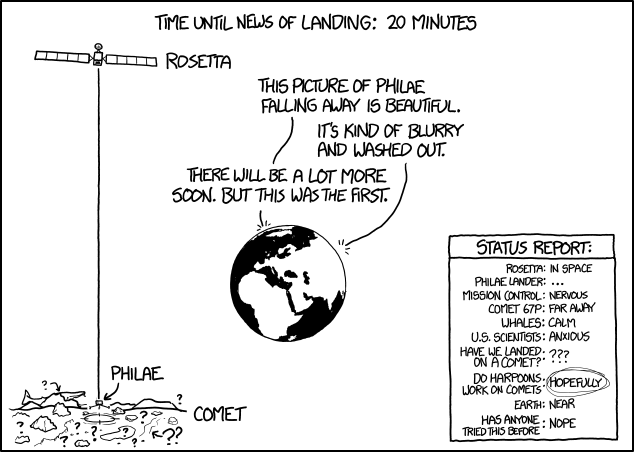 TIME UNTIL NEWS OF LANDING: 20 MINUTES
ROSETTA
THIS PICTURE OF PHILAE
FALLING AWAY IS BEAUTIFUL.
IT'S KIND OF BLURRY
AND WASHED OUT.
THERE WILL BE A LOT MORE
SOON. BUT THIS WAS THE FIRST.
PHILAE
COMET
? ? ? ? ? ? ? ? ??
STATUS REPORT:
ROSETTA: IN SPACE
PHILAE LANDER: ...
MISSION CONTROL: NERVOUS
COMET 67P: FAR AWAY
WHALES: CALM
U.S. SCIENTISTS: ANXIOUS
HAVE WE LANDED
ON A COMET?: ???
DO HARPOONS
WORK ON COMETS: HOPEFULLY
EARTH: NEAR
HAS ANYONE
TRIED THIS BEFORE: NOPE